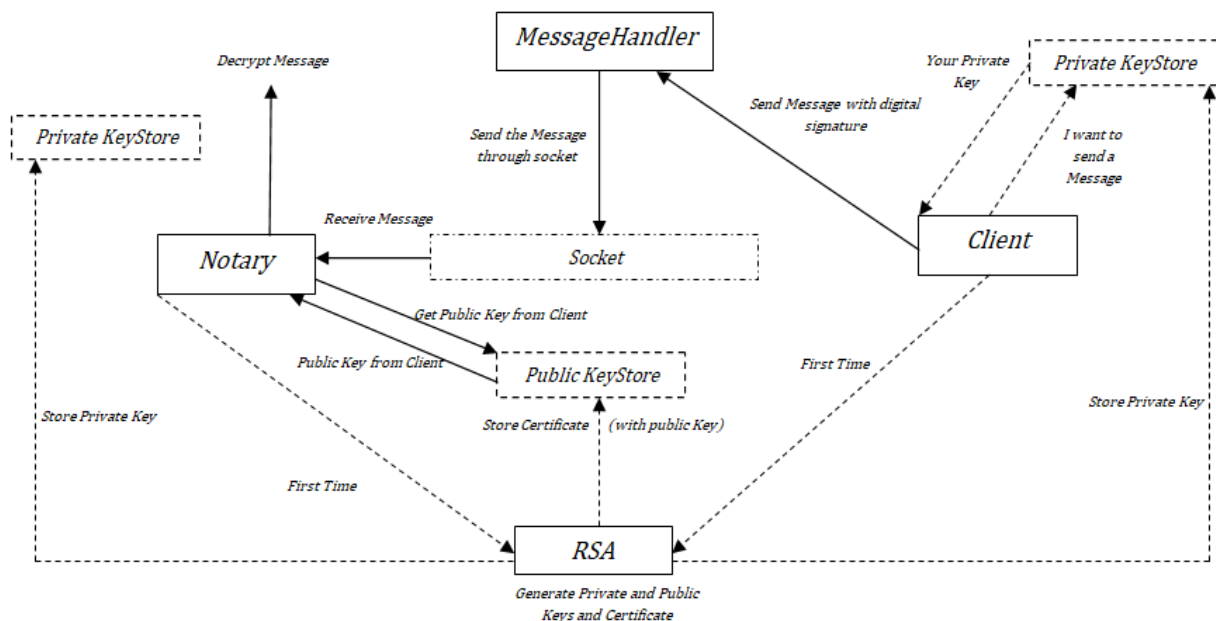 MessageHandler
Decrypt Message
Your Private
Key
Private KeyStore
Send Message with digital
signature
Private KeyStore
Send the Message
through socket
I want to
send a
Message
Receive Message
Notary
Socket
Client
Get Public Key from Client
Public Key from Client
First Time
Public KeyStore
Store Private Key
Store Private Key
Store Certificate
(with public Key)
First Time
RSA
Generate Private and Public
Keys and Certificate